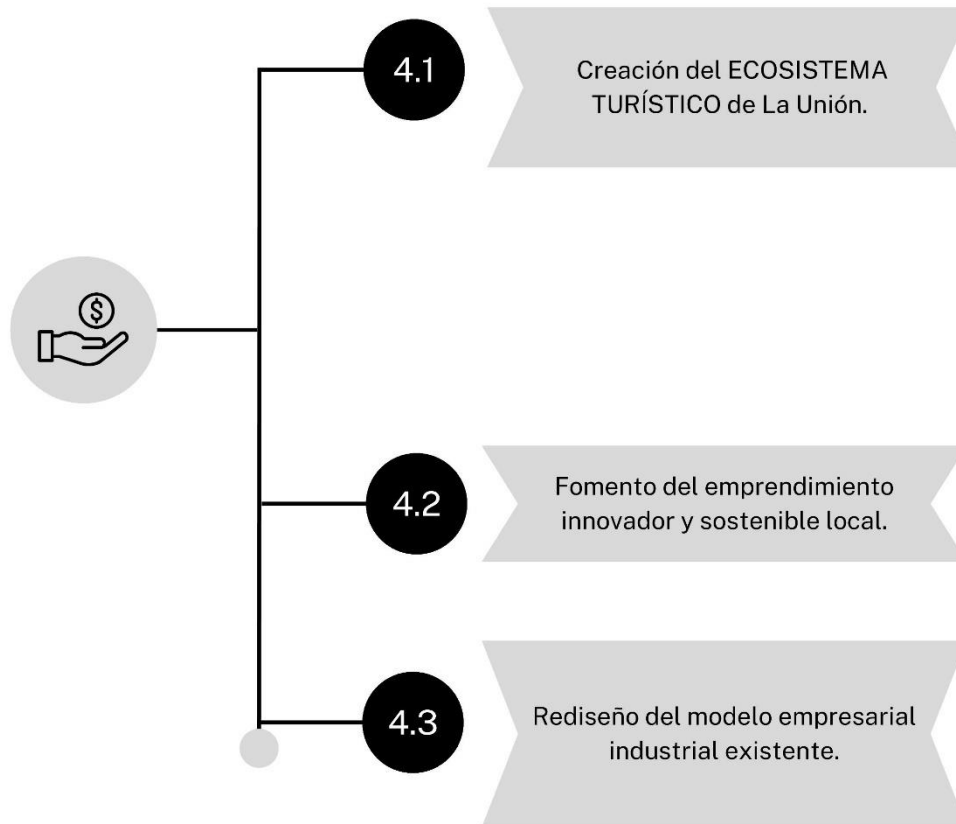 4.1
Creación del ECOSISTEMA
TURÍSTICO de La Unión.
$
4.2
Fomento del emprendimiento
innovador y sostenible local.
4.3
Rediseño del modelo empresarial
industrial existente.